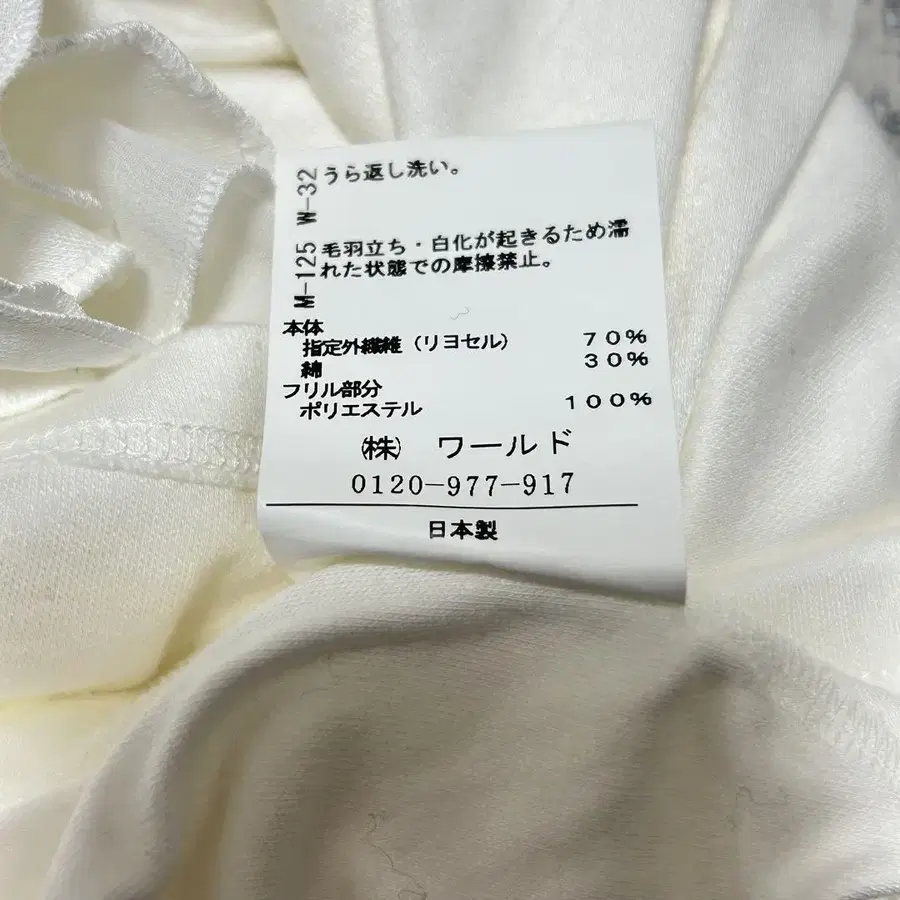 W-32
うら返し洗い。
M-125
毛羽立ち・白化が起きるため濡
れた状態での摩擦禁止。
本体
指定外繊維（リヨセル） 70%
綿 30%
フリル部分
ポリエステル 100%
㈱ ワールド
0120-977-917
日本製